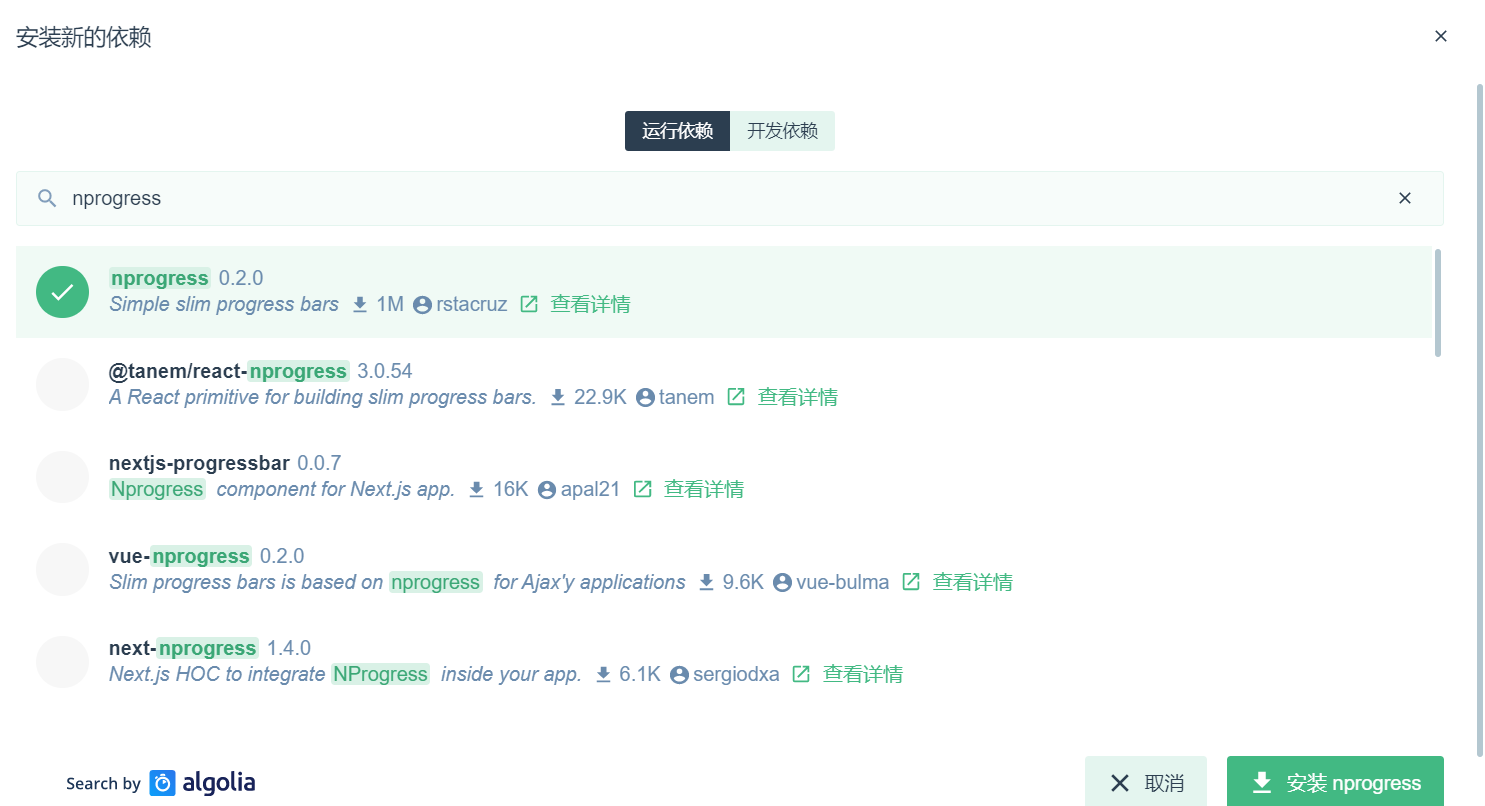 安装新的依赖
运行依赖 开发依赖
nprogress
nprogress 0.2.0
Simple slim progress bars 1M rstacruz 查看详情
@tanem/react-nprogress 3.0.54
A React primitive for building slim progress bars. 22.9K tanem 查看详情
nextjs-progressbar 0.0.7
Nprogress component for Next.js app. 16K apal21 查看详情
vue-nprogress 0.2.0
Slim progress bars is based on nprogress for Ajax'y applications 9.6K vue-bulma 查看详情
next-nprogress 1.4.0
Next.js HOC to integrate NProgress inside your app. 6.1K sergiodxa 查看详情
Search by algolia 取消 安装 nprogress